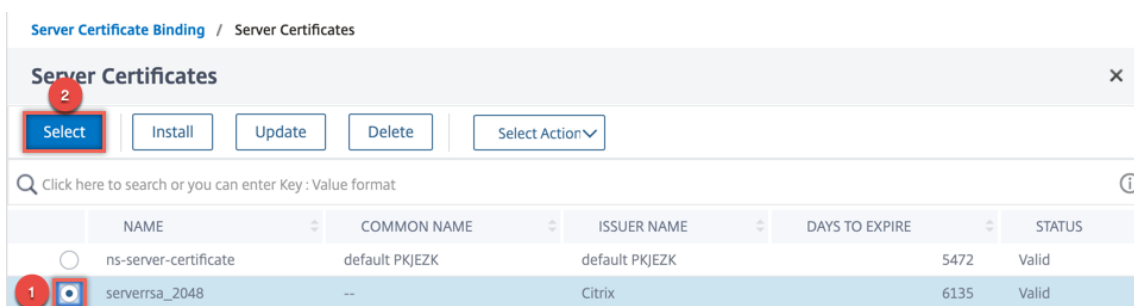 Server Certificate Binding / Server Certificates
Server Certificates
2
Select Install Update Delete Select Action
Click here to search or you can enter Key : Value format
NAME COMMON NAME ISSUER NAME DAYS TO EXPIRE STATUS
ns-server-certificate default PKJEZK default PKJEZK 5472 Valid
1 serverrsa_2048 -- Citrix 6135 Valid